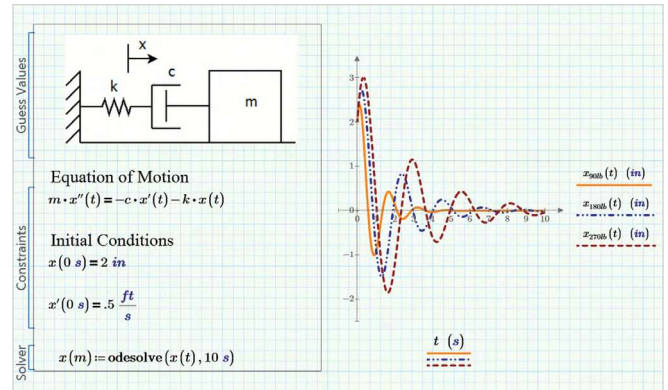 Guess Values
x
k
c
m
Equation of Motion
m·x''(t)=-c·x'(t)-k·x(t)
Constraints
Initial Conditions
x(0 s)=2 in
x'(0 s)=.5 ft/s
Solver
x(m):=odesolve(x(t),10 s)
3
2
1
0
-1
-2
0 2 3 4 5 6 7 8 9 10
x90lb(t) (in)
x180lb(t) (in)
x270lb(t) (in)
t (s)